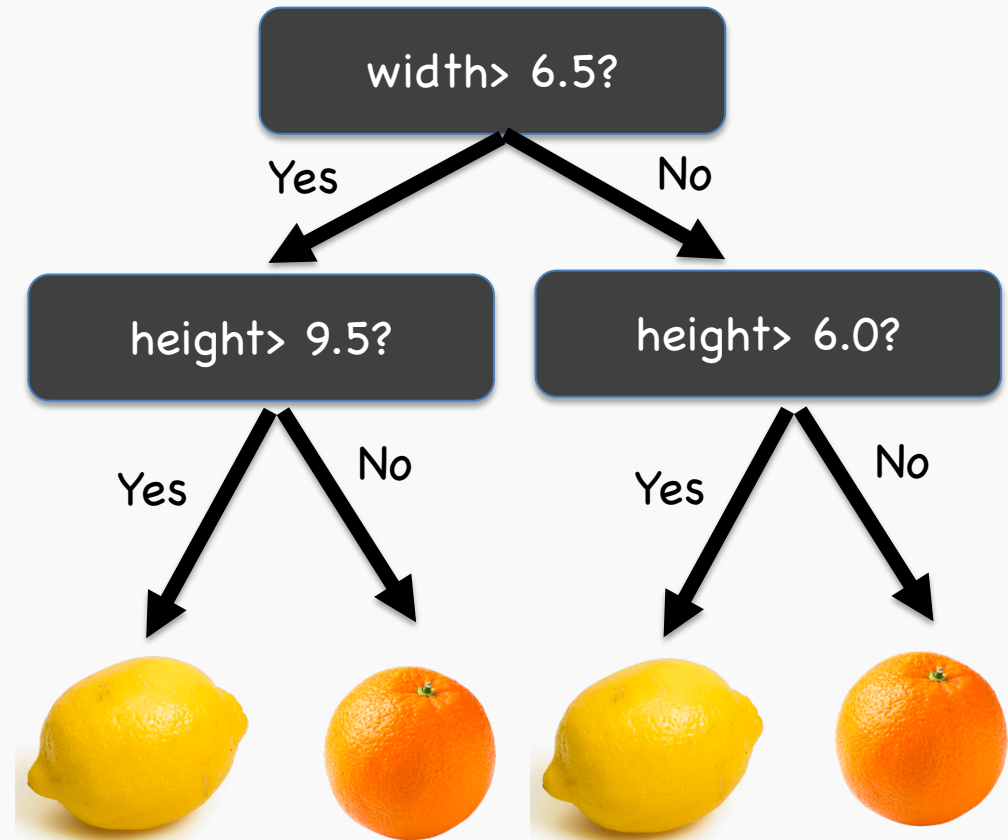 width> 6.5?
Yes
No
height> 9.5?
height> 6.0?
Yes
No
Yes
No